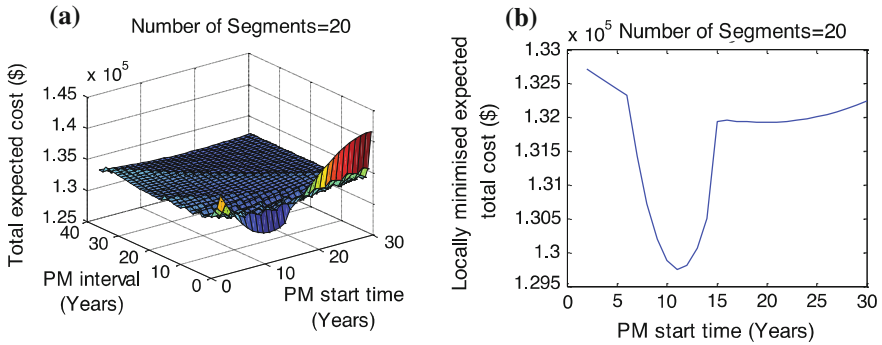 (a)
Number of Segments=20
x 10^5
Total expected cost ($)
1.45
1.4
1.35
1.3
1.25
40
30
20
10
0
0
10
20
30
PM interval
(Years)
PM start time
(Years)
(b)
x 10^5 Number of Segments=20
Locally minimised expected
total cost ($)
1.33
1.325
1.32
1.315
1.31
1.305
1.3
1.295
0
5
10
15
20
25
30
PM start time (Years)